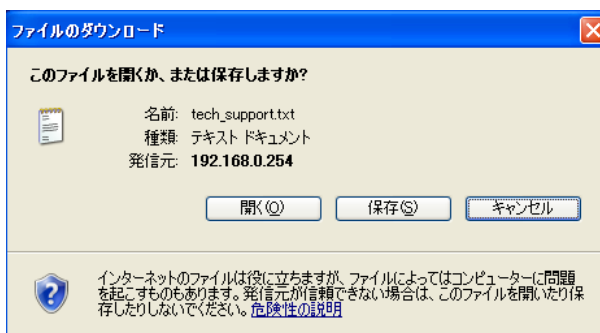 ファイルのダウンロード
このファイルを開くか、または保存しますか?
名前: tech_support.txt
種類: テキスト ドキュメント
発信元: 192.168.0.254
開く(O) 保存(S) キャンセル
インターネットのファイルは役に立ちますが、ファイルによってはコンピューターに問題
を起こすものもあります。発信元が信頼できない場合は、このファイルを開いたり保
存したりしないでください。危険性の説明